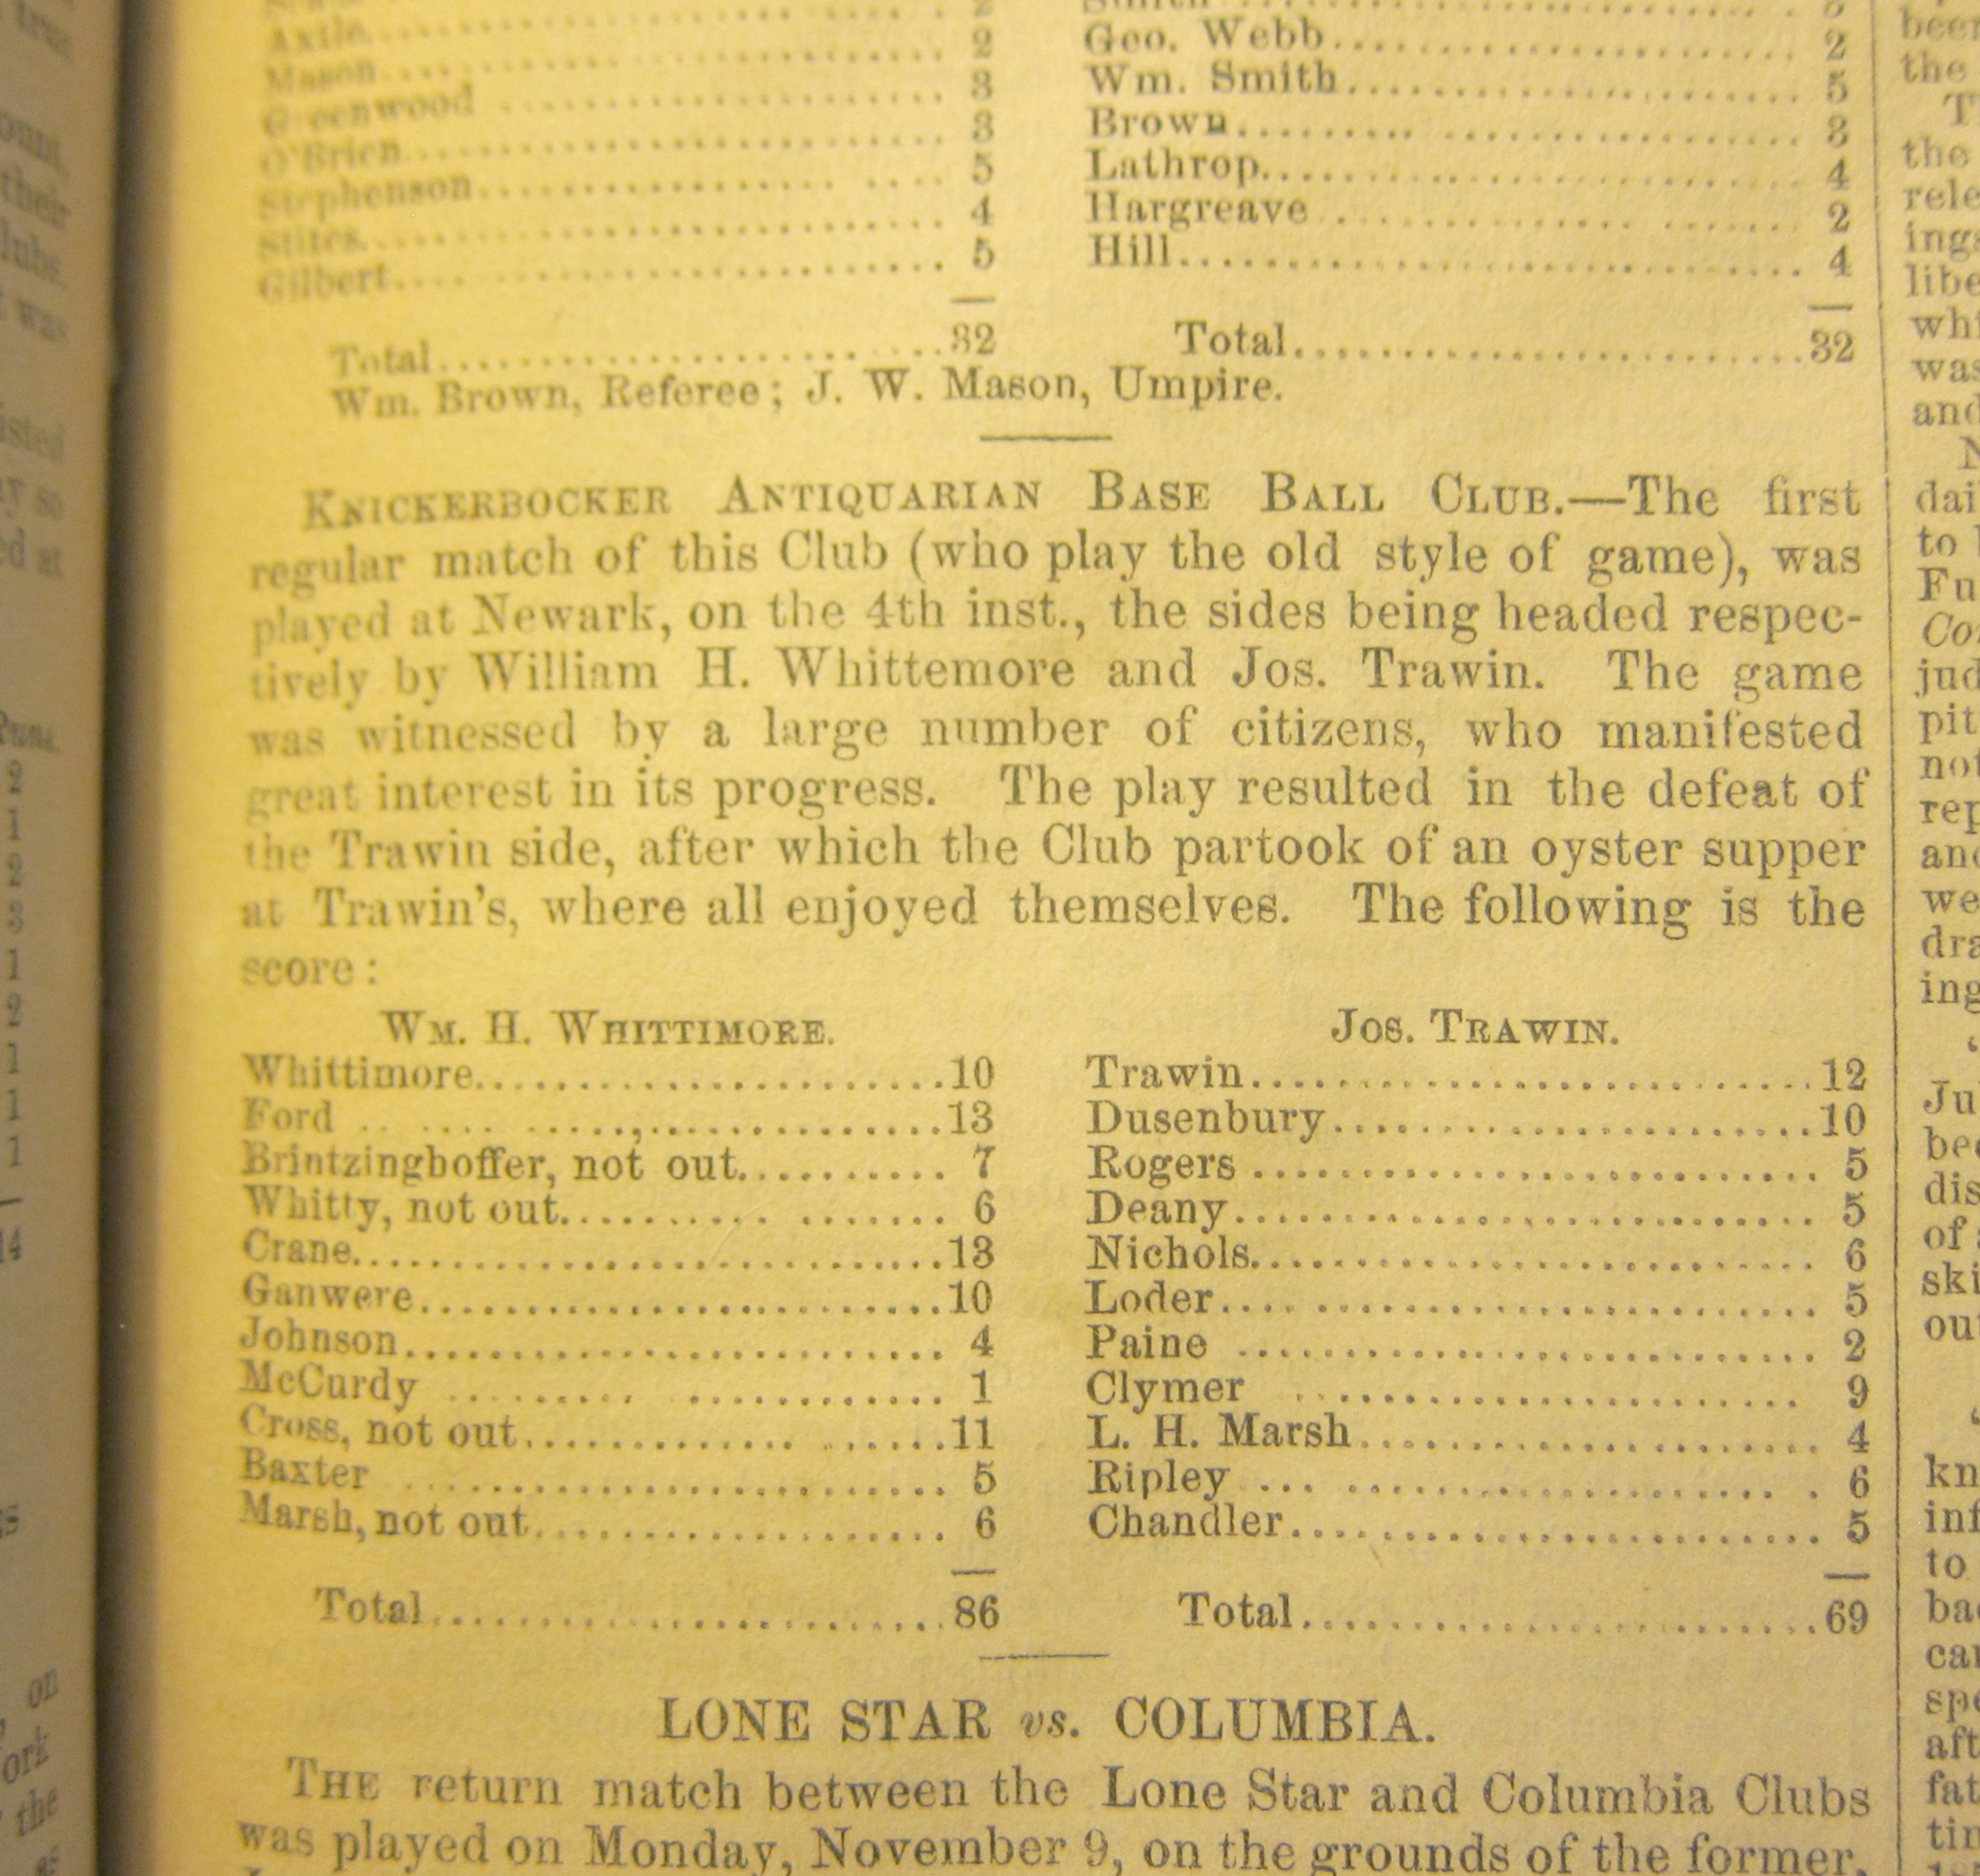 Axtle 2
Mason 2
Greenwood 3
O'Brien 3
Stephenson 5
Stites 4
Gilbert 5
Total 32
Smith
Geo. Webb 2
Wm. Smith 5
Brown 3
Lathrop 4
Hargreave 2
Hill 4
Total 32
Wm. Brown, Referee; J. W. Mason, Umpire.
KNICKERBOCKER ANTIQUARIAN BASE BALL CLUB.—The first
regular match of this Club (who play the old style of game), was
played at Newark, on the 4th inst., the sides being headed respec-
tively by William H. Whittemore and Jos. Trawin. The game
was witnessed by a large number of citizens, who manifested
great interest in its progress. The play resulted in the defeat of
the Trawin side, after which the Club partook of an oyster supper
at Trawin's, where all enjoyed themselves. The following is the
score:
WM. H. WHITTIMORE.
Whittimore 10
Ford 13
Brintzinghoffer, not out 7
Whitty, not out 6
Crane 13
Ganwere 10
Johnson 4
McCurdy 1
Cross, not out 11
Baxter 5
Marsh, not out 6
Total 86
JOS. TRAWIN.
Trawin 12
Dusenbury 10
Rogers 5
Deany 5
Nichols 6
Loder 5
Paine 2
Clymer 9
L. H. Marsh 4
Ripley 6
Chandler 5
Total 69
LONE STAR vs. COLUMBIA.
THE return match between the Lone Star and Columbia Clubs
was played on Monday, November 9, on the grounds of the former.